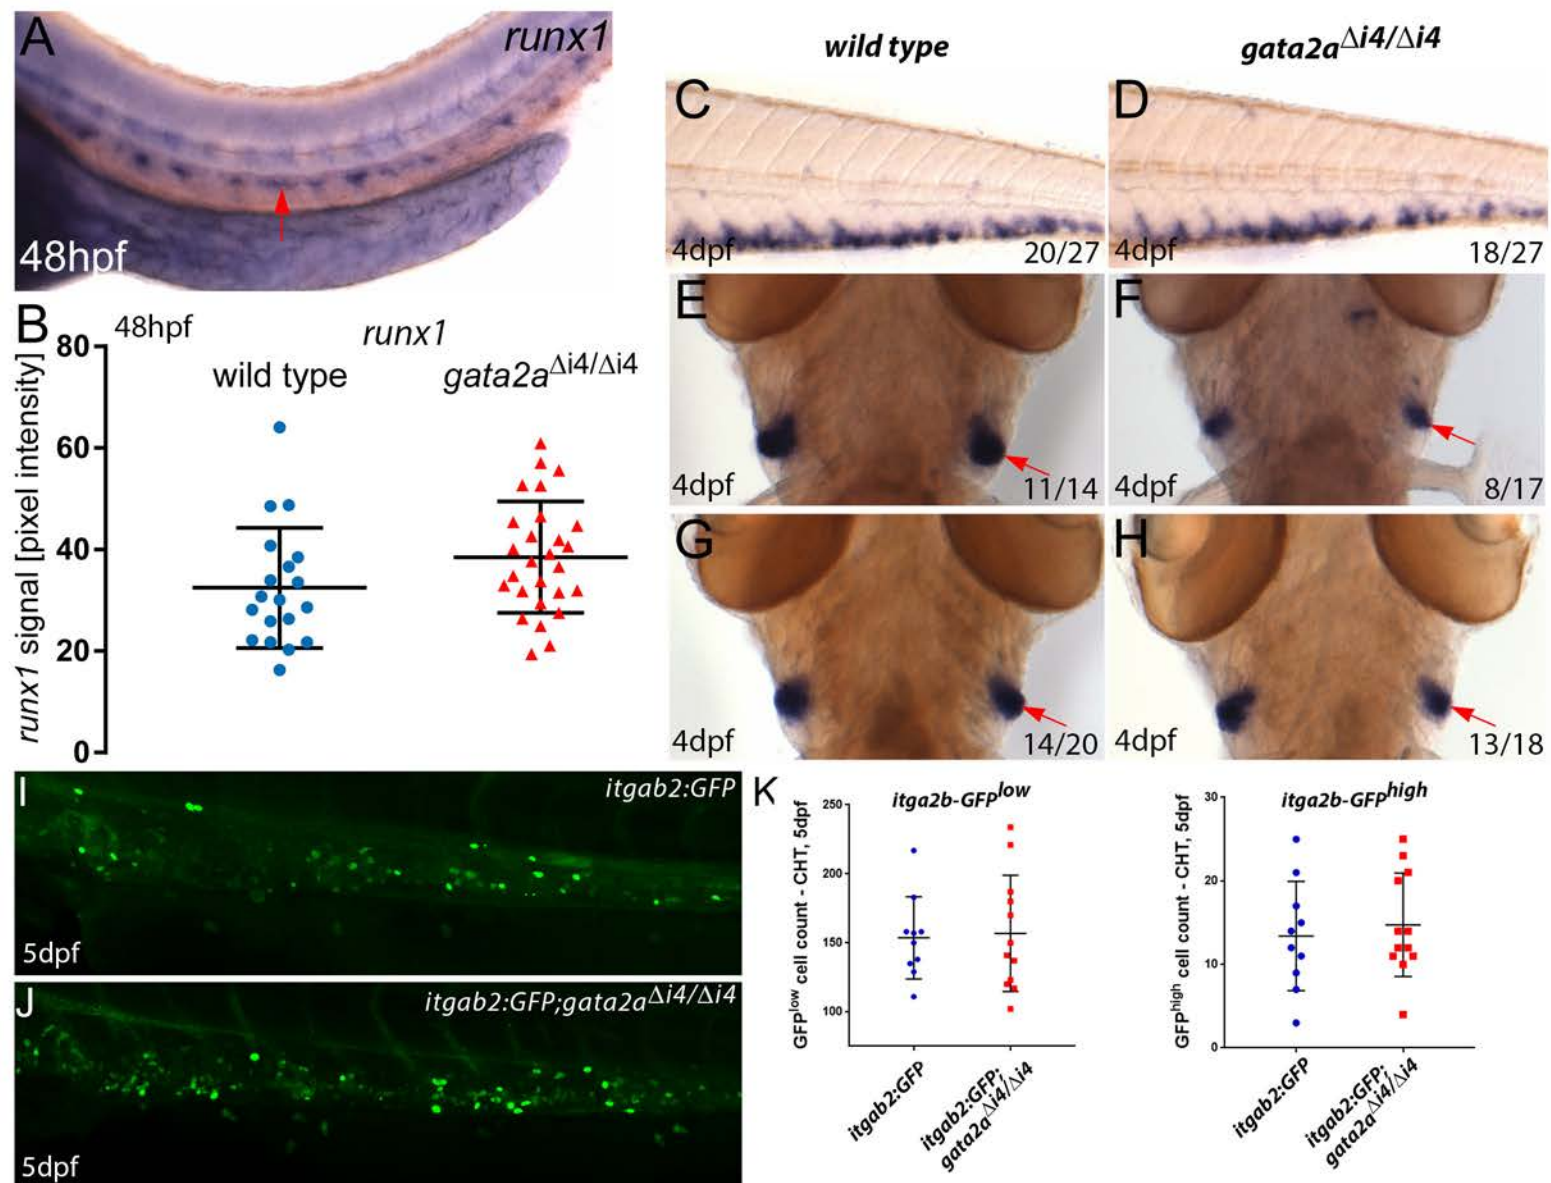 A
runx1
48hpf
wild type
gata2aΔi4/Δi4
C
4dpf
20/27
D
4dpf
18/27
E
4dpf
11/14
F
4dpf
8/17
G
4dpf
14/20
H
4dpf
13/18
B
48hpf
runx1
wild type
gata2aΔi4/Δi4
runx1 signal [pixel intensity]
80
60
40
20
0
I
itgab2:GFP
5dpf
J
itgab2:GFP;gata2aΔi4/Δi4
5dpf
K
itga2b-GFPlow
GFPlow cell count - CHT, 5dpf
250
200
150
100
itgab2:GFP
itgab2:GFP;
gata2aΔi4/Δi4
itga2b-GFPhigh
GFPhigh cell count - CHT, 5dpf
30
20
10
0
itgab2:GFP
itgab2:GFP;
gata2aΔi4/Δi4